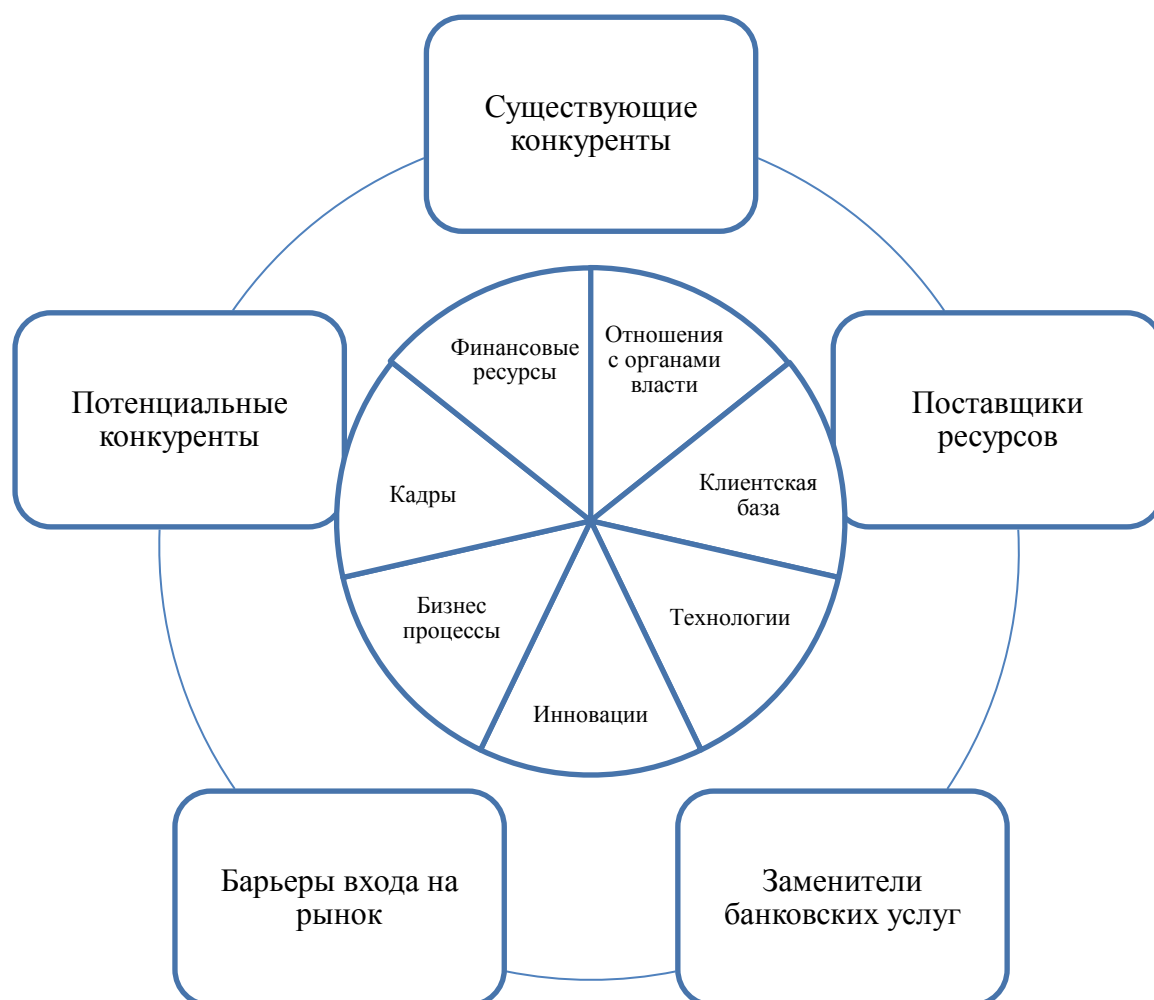 Существующие
конкуренты
Потенциальные
конкуренты
Финансовые
ресурсы
Отношения
с органами
власти
Поставщики
ресурсов
Кадры
Клиентская
база
Бизнес
процессы
Технологии
Инновации
Барьеры входа на
рынок
Заменители
банковских услуг